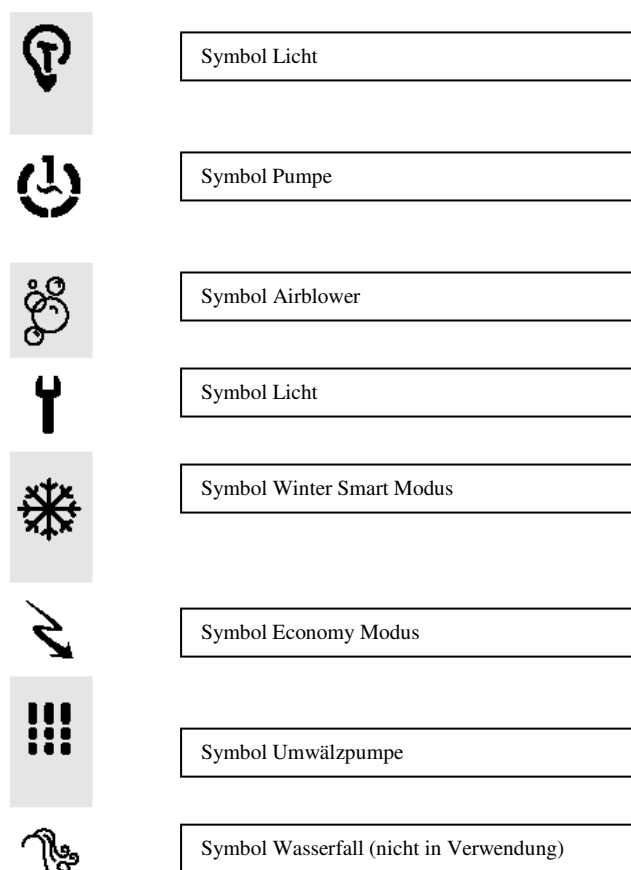 Symbol Licht
Symbol Pumpe
Symbol Airblower
Symbol Licht
Symbol Winter Smart Modus
Symbol Economy Modus
Symbol Umwälzpumpe
Symbol Wasserfall (nicht in Verwendung)